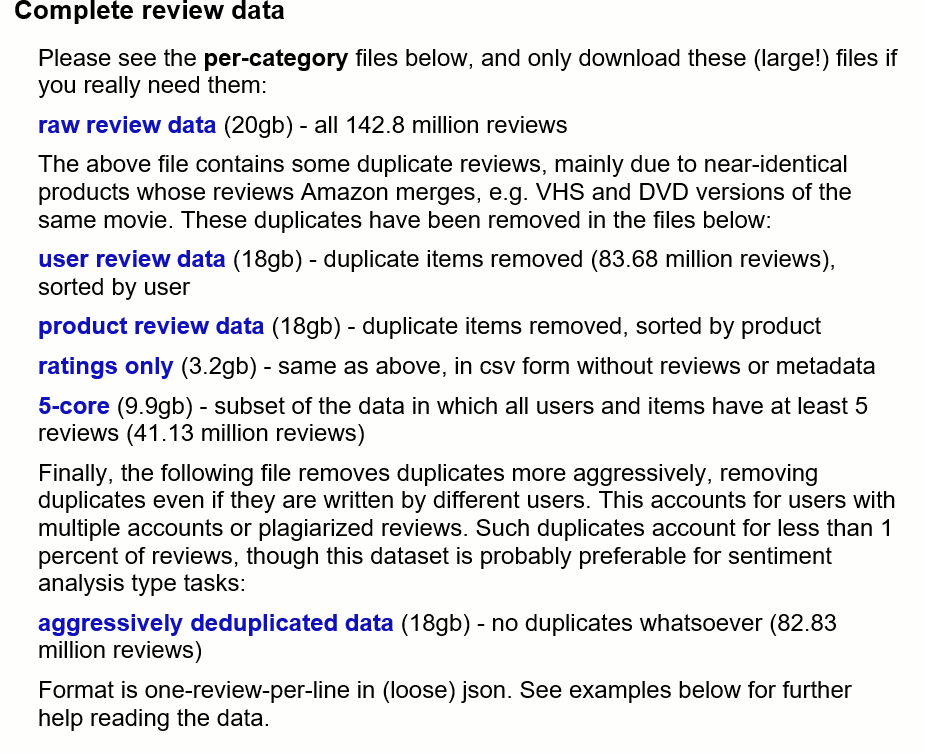 Complete review data
Please see the per-category files below, and only download these (large!) files if
you really need them:
raw review data (20gb) - all 142.8 million reviews
The above file contains some duplicate reviews, mainly due to near-identical
products whose reviews Amazon merges, e.g. VHS and DVD versions of the
same movie. These duplicates have been removed in the files below:
user review data (18gb) - duplicate items removed (83.68 million reviews),
sorted by user
product review data (18gb) - duplicate items removed, sorted by product
ratings only (3.2gb) - same as above, in csv form without reviews or metadata
5-core (9.9gb) - subset of the data in which all users and items have at least 5
reviews (41.13 million reviews)
Finally, the following file removes duplicates more aggressively, removing
duplicates even if they are written by different users. This accounts for users with
multiple accounts or plagiarized reviews. Such duplicates account for less than 1
percent of reviews, though this dataset is probably preferable for sentiment
analysis type tasks:
aggressively deduplicated data (18gb) - no duplicates whatsoever (82.83
million reviews)
Format is one-review-per-line in (loose) json. See examples below for further
help reading the data.